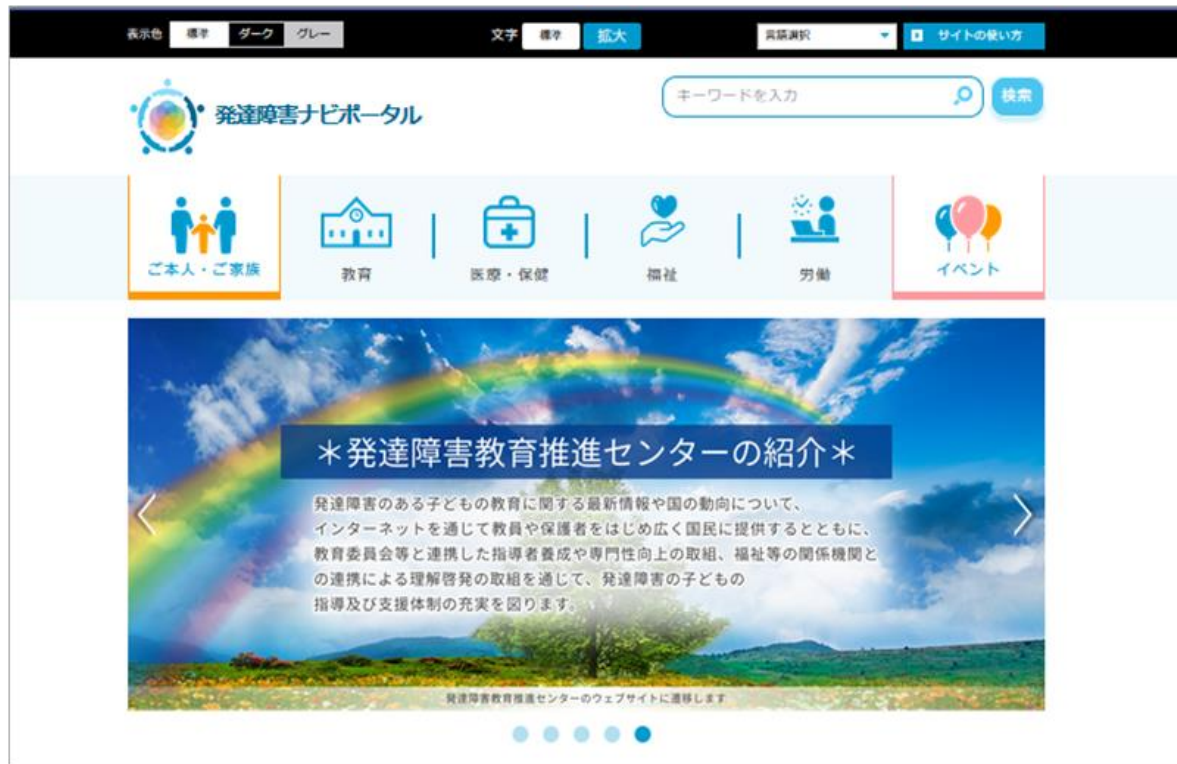 表示色 標準 ダーク グレー 文字 標準 拡大 言語選択 サイトの使い方
発達障害ナビポータル
キーワードを入力 検索
ご本人・ご家族 教育 医療・保健 福祉 労働 イベント
＊発達障害教育推進センターの紹介＊
発達障害のある子どもの教育に関する最新情報や国の動向について、
インターネットを通じて教員や保護者をはじめ広く国民に提供するとともに、
教育委員会等と連携した指導者養成や専門性向上の取組、福祉等の関係機関と
の連携による理解啓発の取組を通じて、発達障害の子どもの
指導及び支援体制の充実を図ります。
発達障害教育推進センターのウェブサイトに遷移します